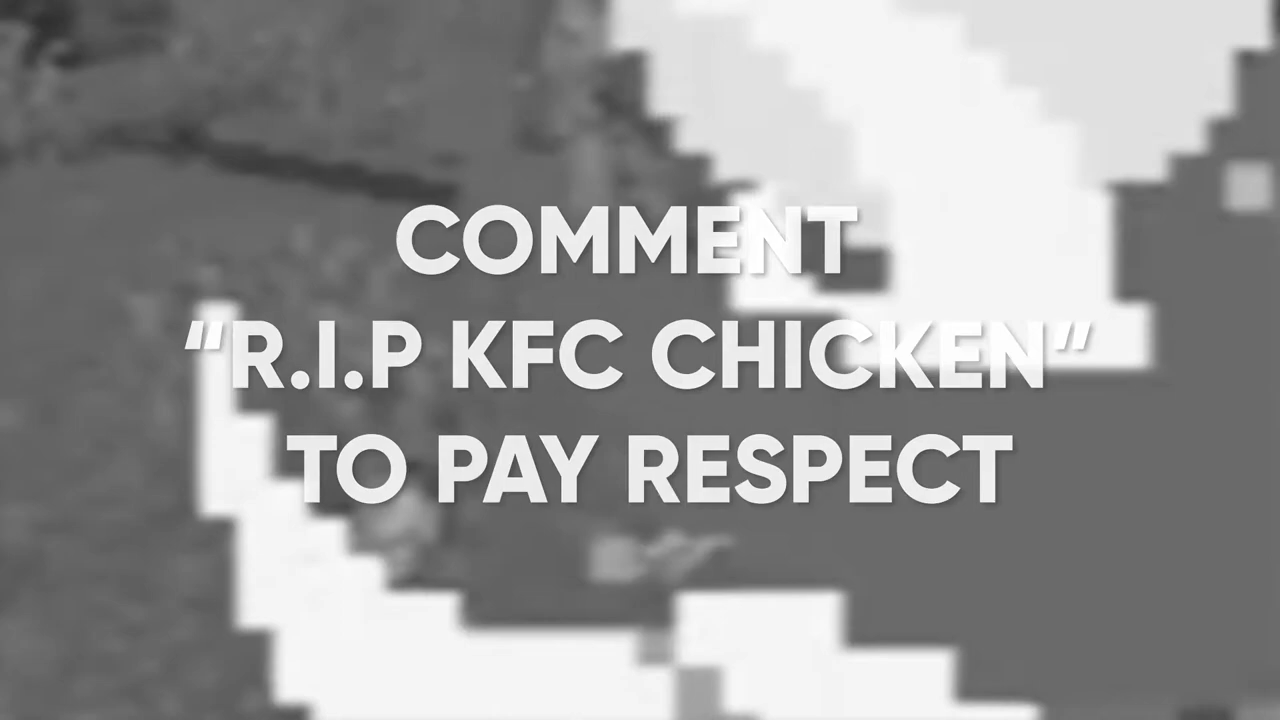 COMMENT
“R.I.P KFC CHICKEN”
TO PAY RESPECT